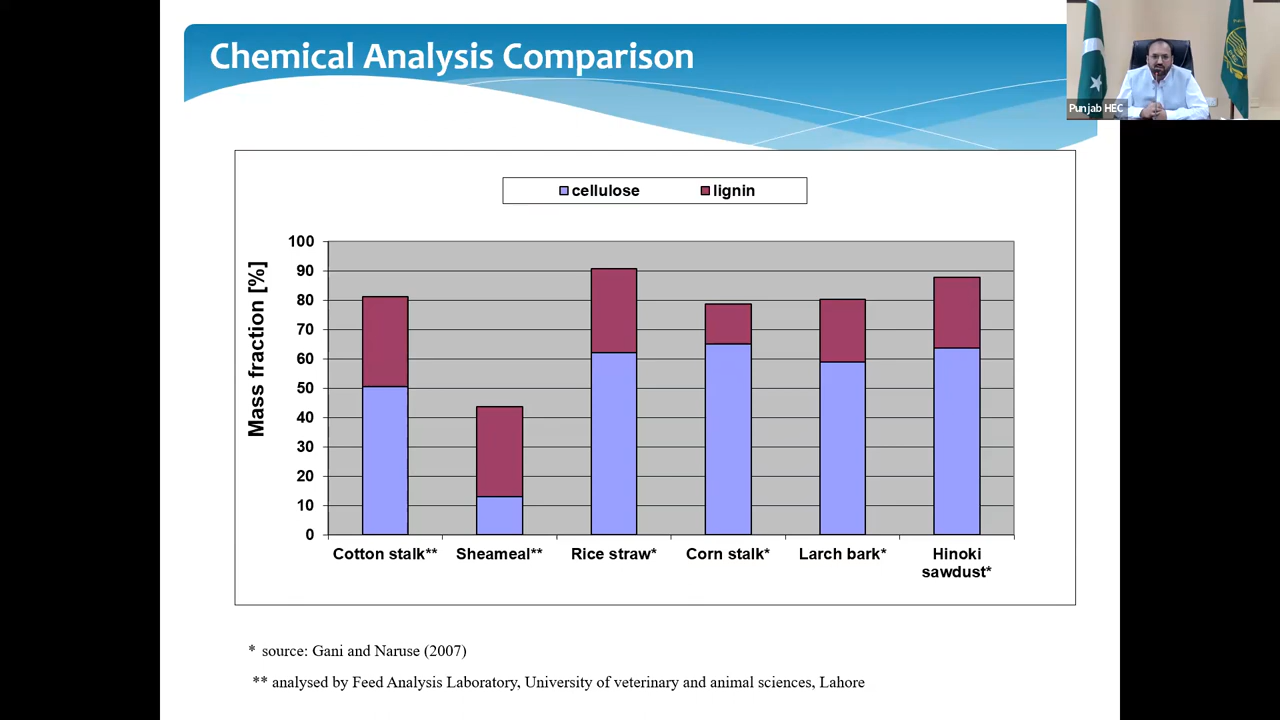 Chemical Analysis Comparison
Punjab HEC
cellulose
lignin
Mass fraction [%]
100
90
80
70
60
50
40
30
20
10
0
Cotton stalk**
Sheameal**
Rice straw*
Corn stalk*
Larch bark*
Hinoki
sawdust*
* source: Gani and Naruse (2007)
** analysed by Feed Analysis Laboratory, University of veterinary and animal sciences, Lahore